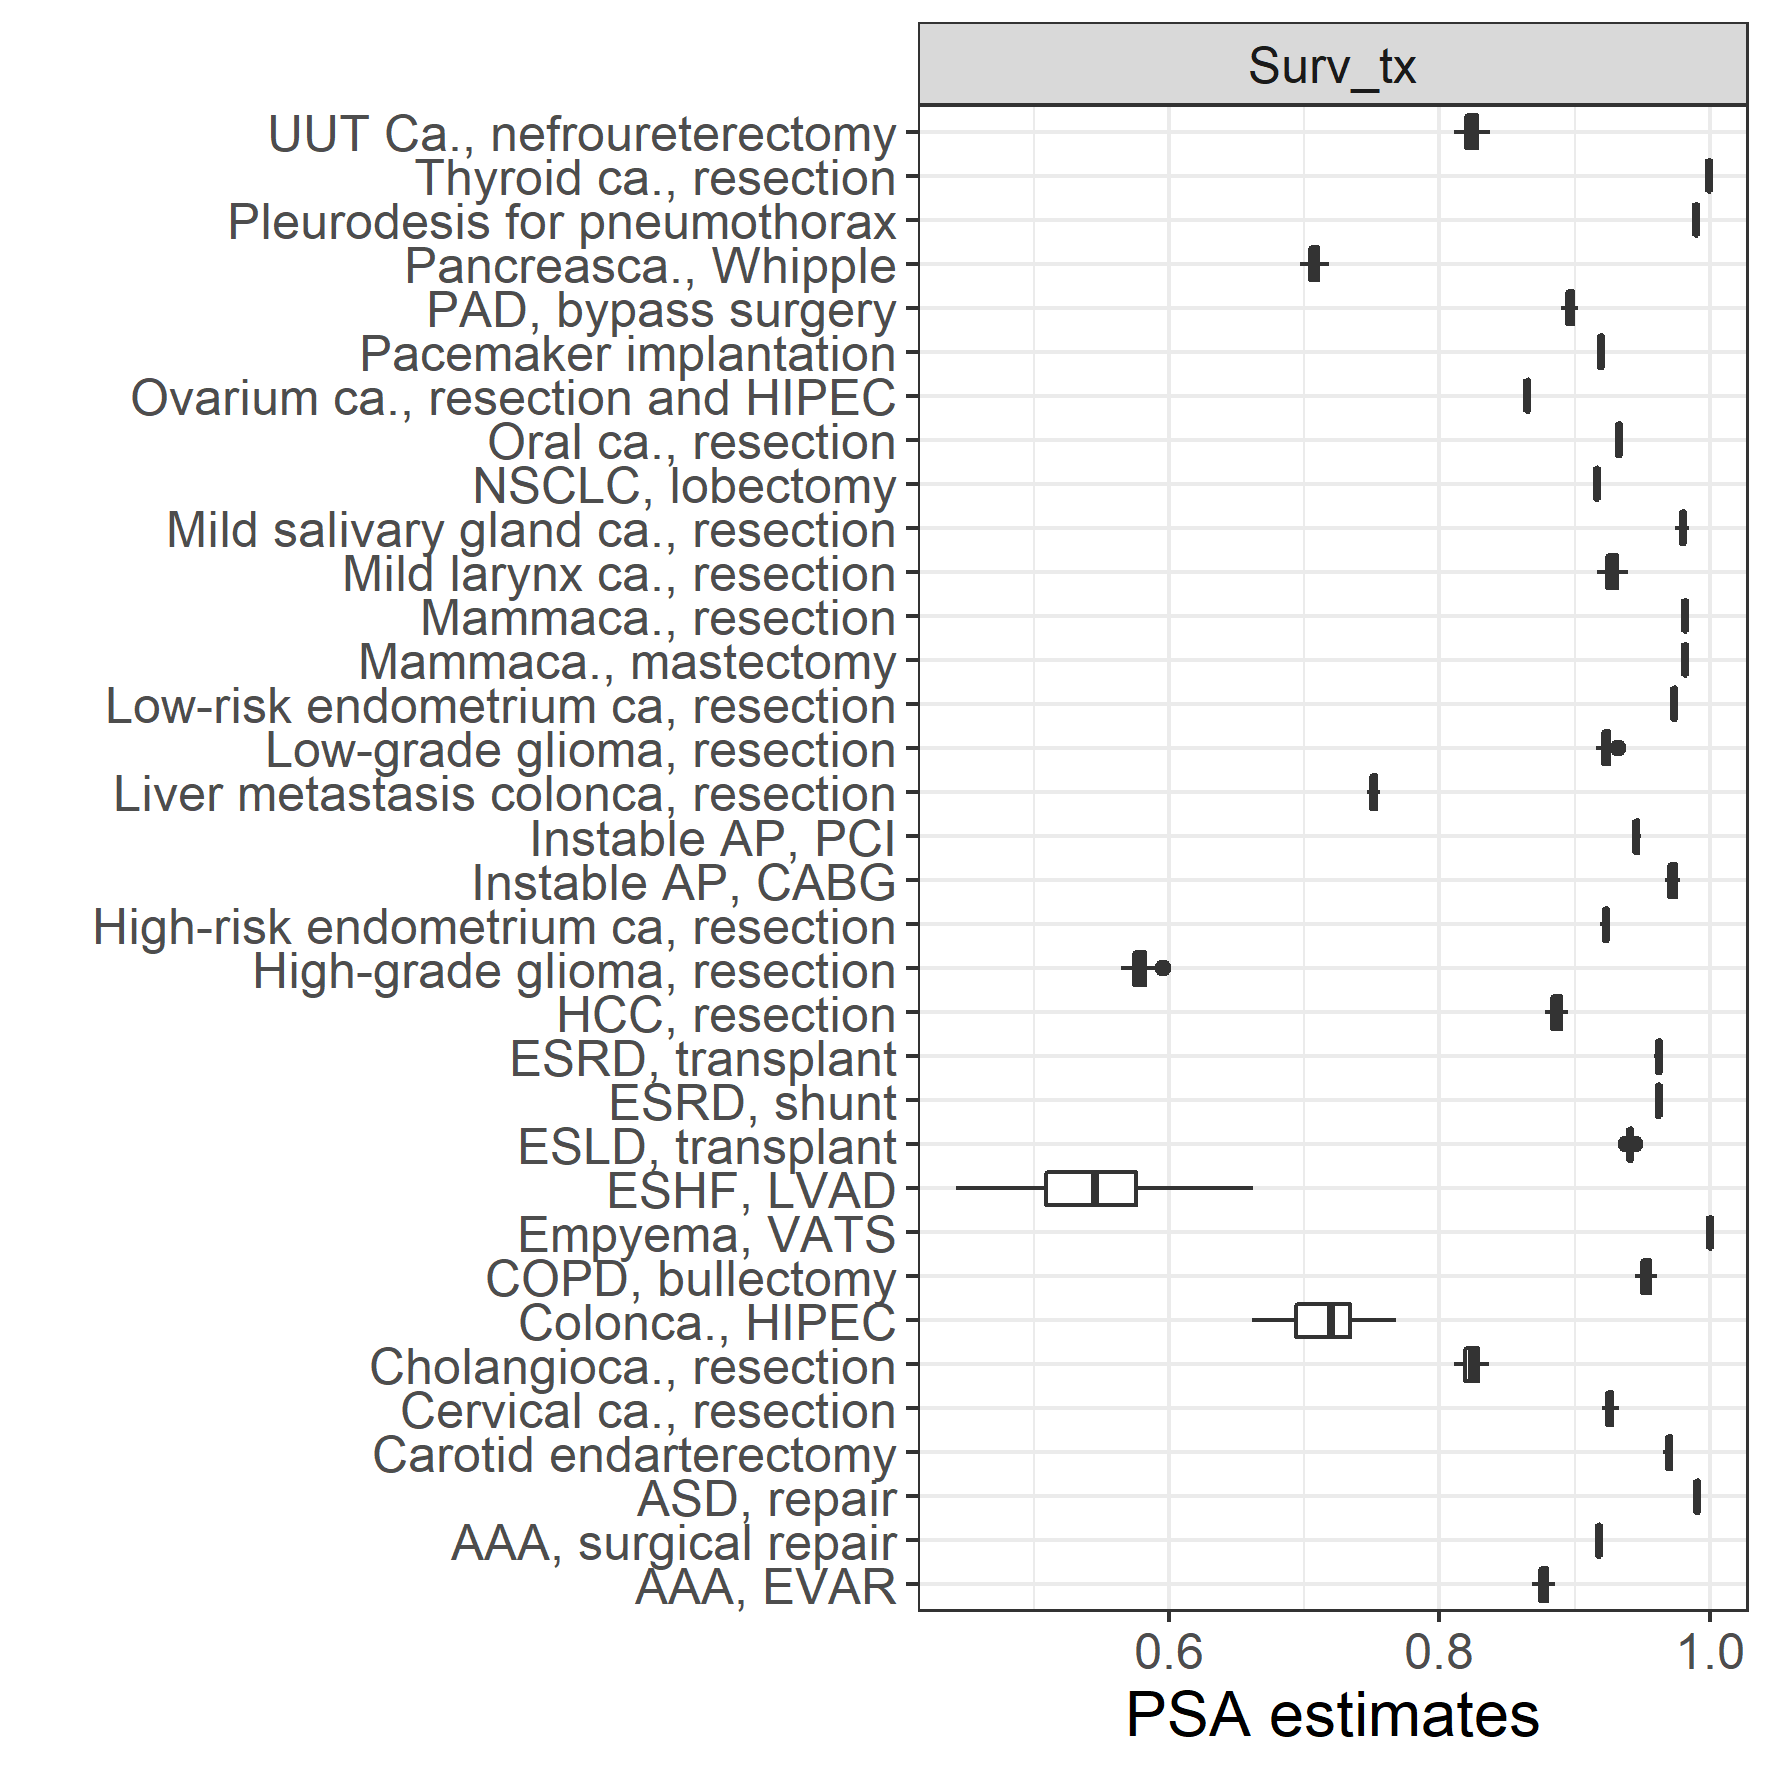 Surv_tx
UUT Ca., nefroureterectomy
Thyroid ca., resection
Pleurodesis for pneumothorax
Pancreasca., Whipple
PAD, bypass surgery
Pacemaker implantation
Ovarium ca., resection and HIPEC
Oral ca., resection
NSCLC, lobectomy
Mild salivary gland ca., resection
Mild larynx ca., resection
Mammaca., resection
Mammaca., mastectomy
Low-risk endometrium ca, resection
Low-grade glioma, resection
Liver metastasis colonca, resection
Instable AP, PCI
Instable AP, CABG
High-risk endometrium ca, resection
High-grade glioma, resection
HCC, resection
ESRD, transplant
ESRD, shunt
ESLD, transplant
ESHF, LVAD
Empyema, VATS
COPD, bullectomy
Colonca., HIPEC
Cholangioca., resection
Cervical ca., resection
Carotid endarterectomy
ASD, repair
AAA, surgical repair
AAA, EVAR
0.6 0.8 1.0
PSA estimates